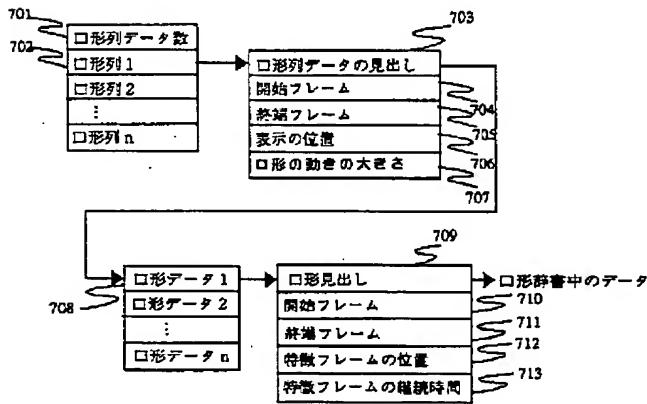 701
口形列データ数
702
口形列1
口形列2
⋮
口形列n
703
口形列データの見出し
開始フレーム
704
終端フレーム
705
表示の位置
706
口形の動きの大きさ
707
708
口形データ1
口形データ2
⋮
口形データn
709
口形見出し
口形辞書中のデータ
開始フレーム
710
終端フレーム
711
特徴フレームの位置
712
特徴フレームの継続時間
713